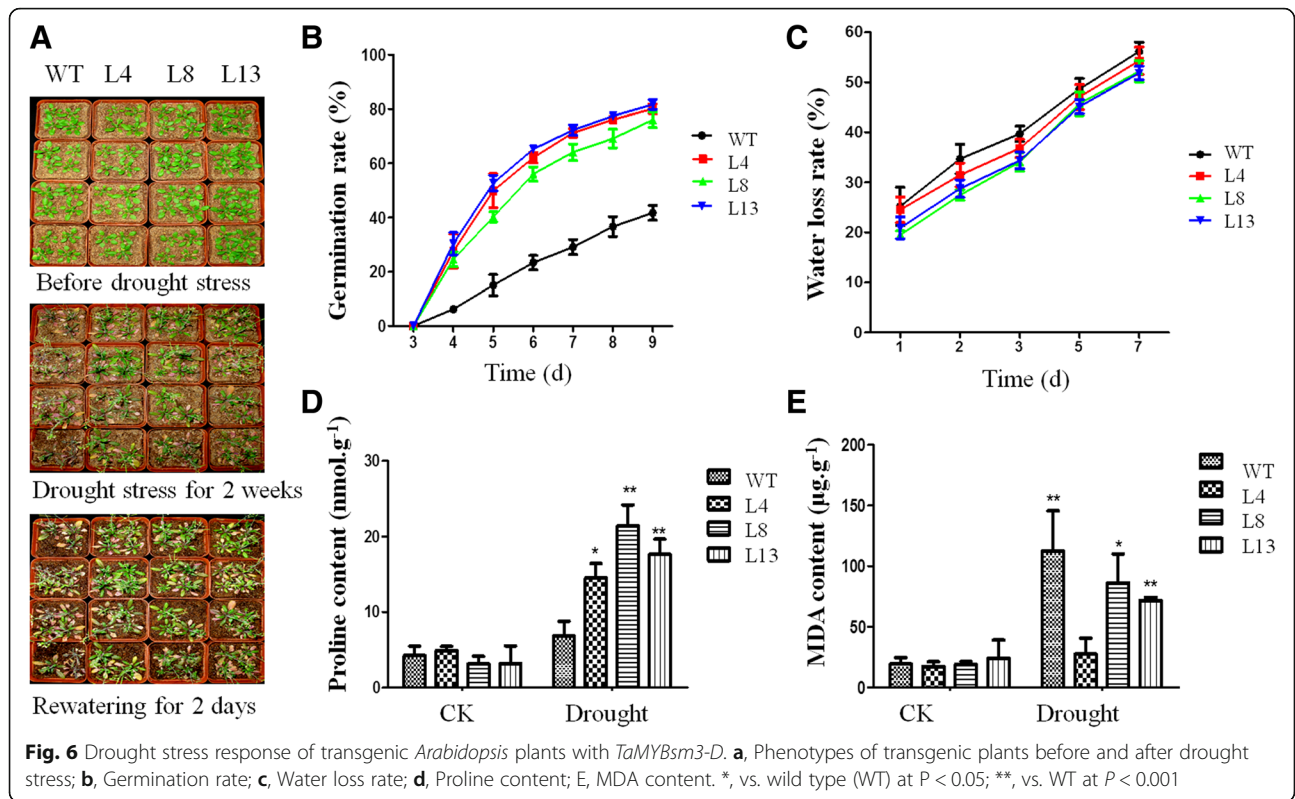 A
WT L4 L8 L13
Before drought stress
Drought stress for 2 weeks
Rewatering for 2 days
B
Germination rate (%)
100
80
60
40
20
0
3 4 5 6 7 8 9
Time (d)
WT
L4
L8
L13
C
Water loss rate (%)
60
50
40
30
20
10
0
1 2 3 5 7
Time (d)
WT
L4
L8
L13
D
Proline content (nmol.g⁻¹)
30
20
10
0
* ** **
CK Drought
WT
L4
L8
L13
E
MDA content (µg.g⁻¹)
200
150
100
50
0
** * **
CK Drought
WT
L4
L8
L13
Fig. 6 Drought stress response of transgenic Arabidopsis plants with TaMYBsm3-D. a, Phenotypes of transgenic plants before and after drought
stress; b, Germination rate; c, Water loss rate; d, Proline content; E, MDA content. *, vs. wild type (WT) at P < 0.05; **, vs. WT at P < 0.001